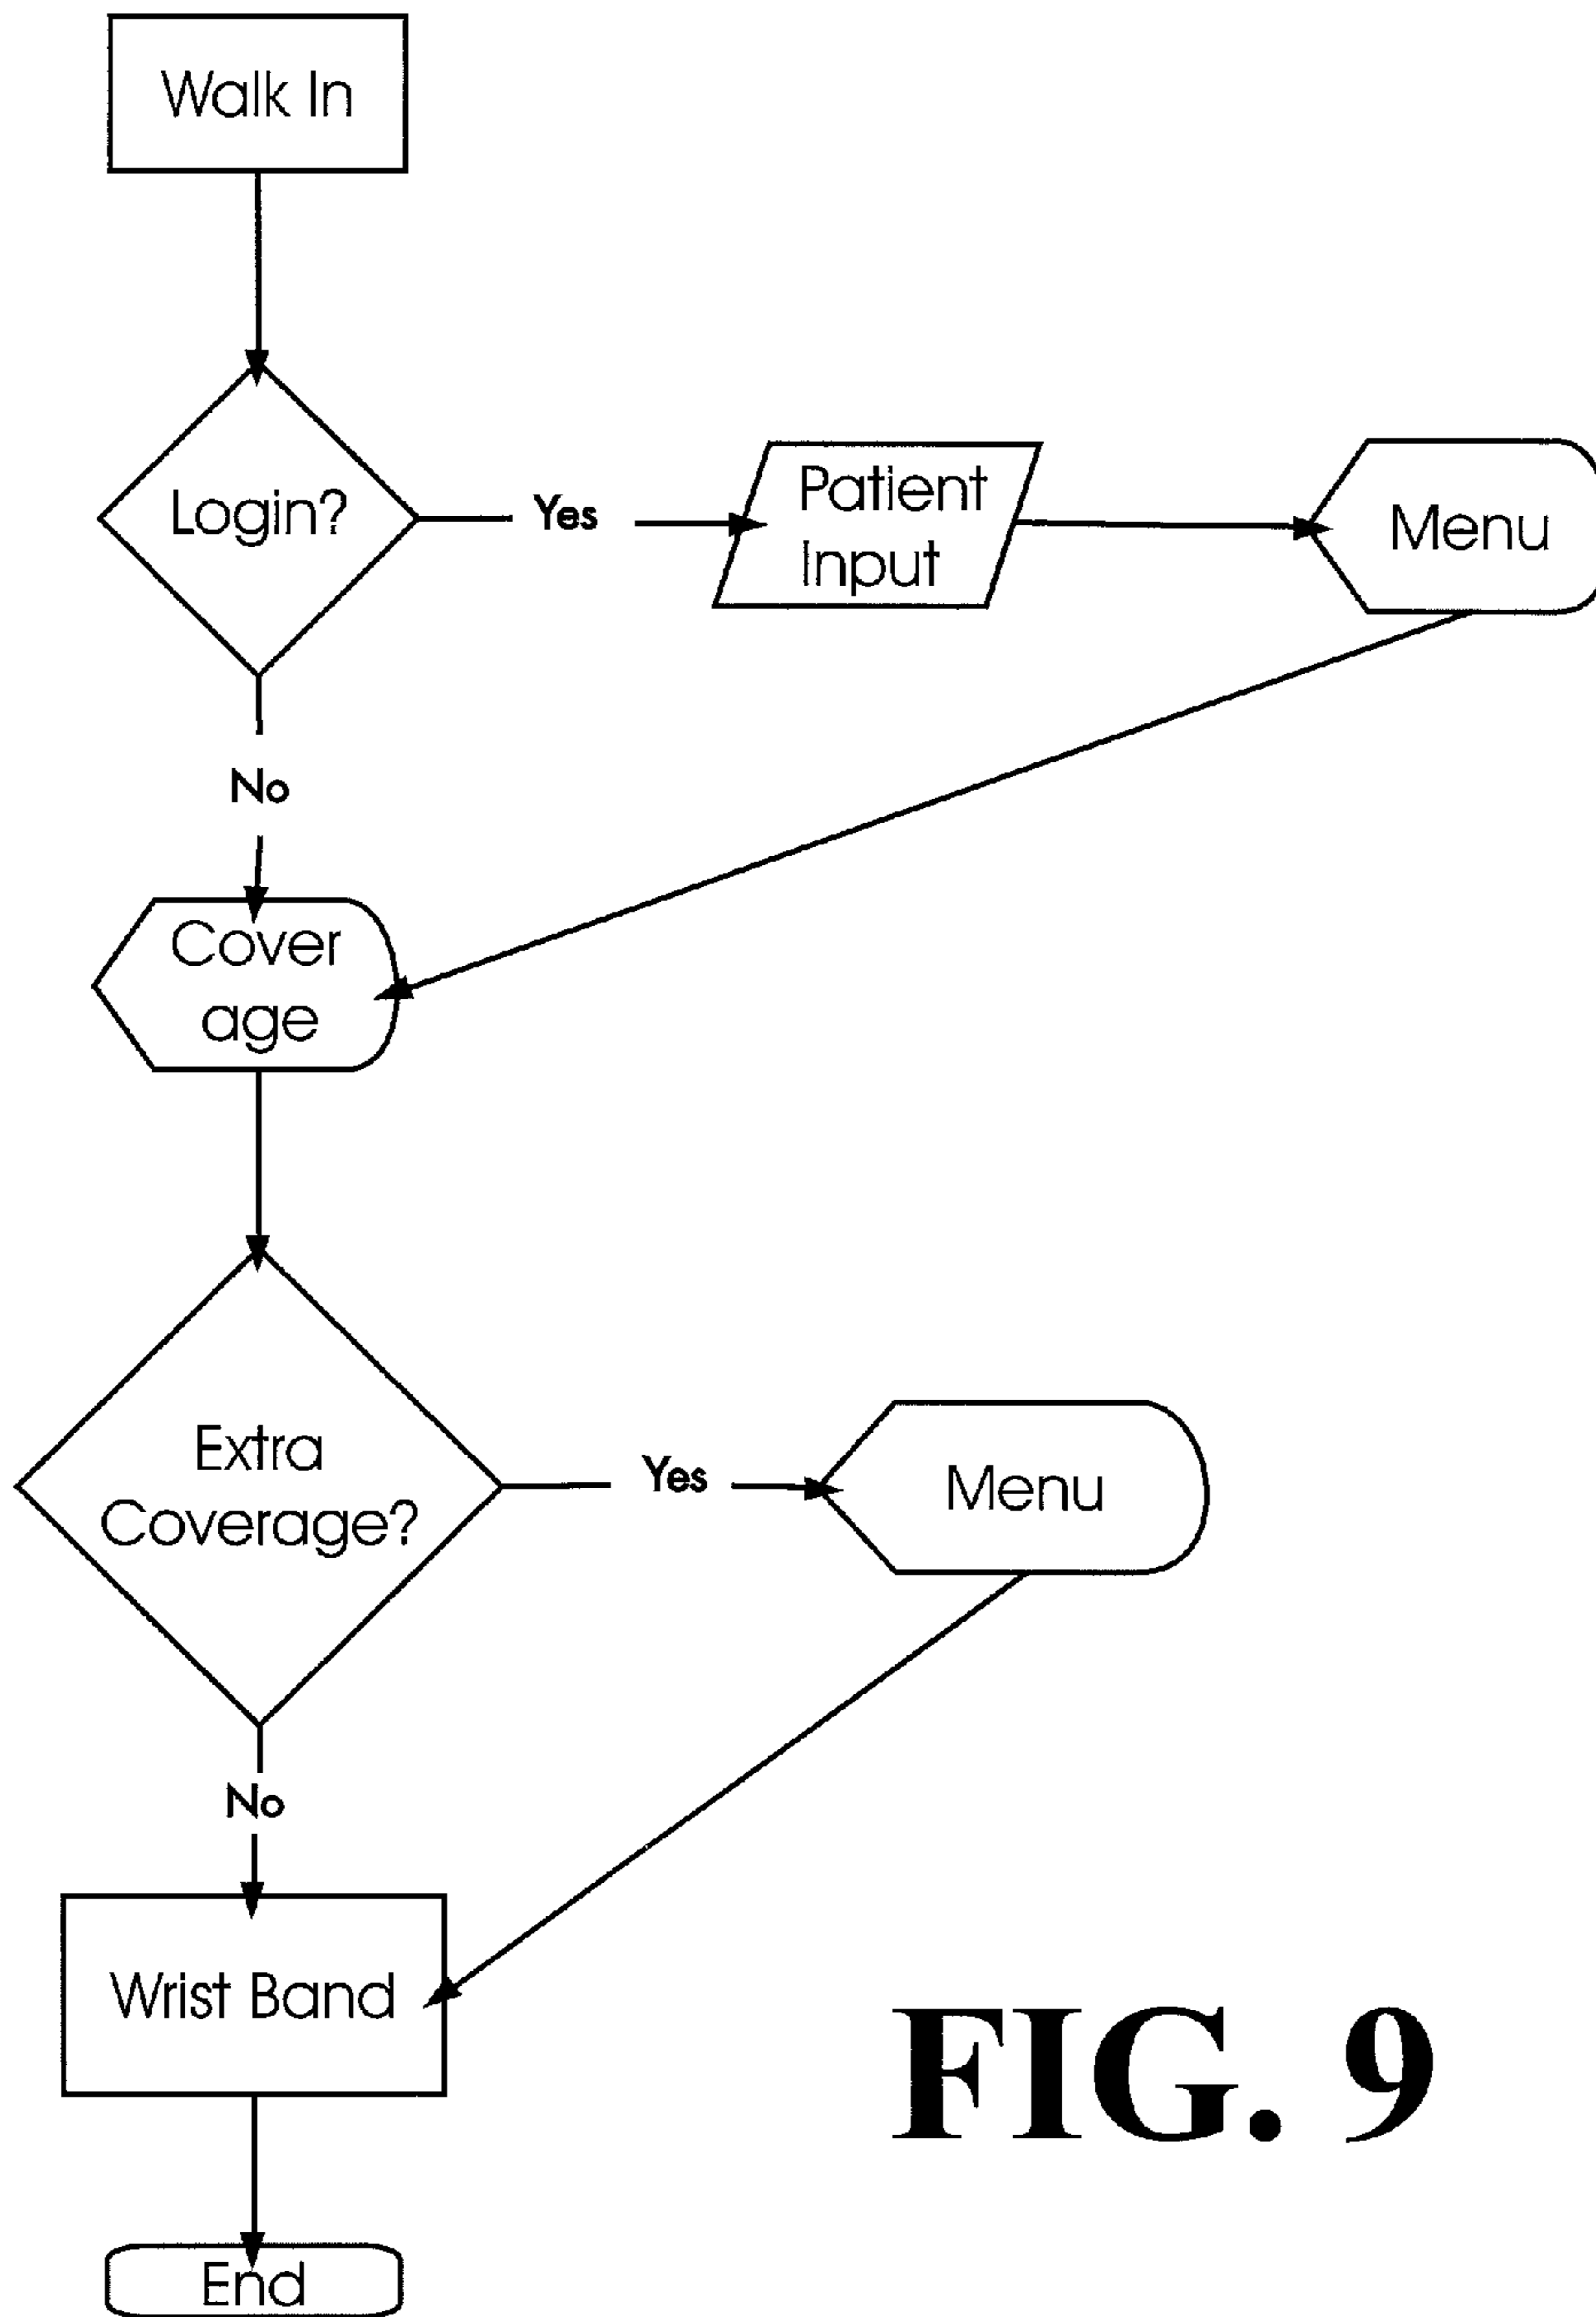 Walk In
Login?
Yes
Patient
Input
Menu
No
Cover
age
Extra
Coverage?
Yes
Menu
No
Wrist Band
End
FIG. 9